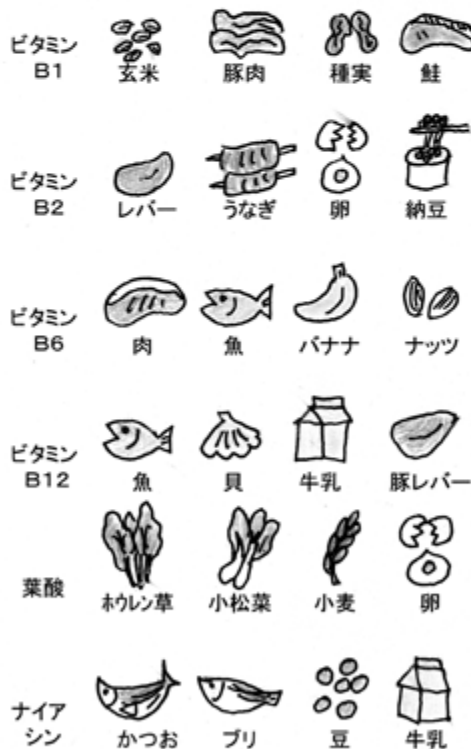 ビタミン
B1
玄米 豚肉 種実 鮭
ビタミン
B2
レバー うなぎ 卵 納豆
ビタミン
B6
肉 魚 バナナ ナッツ
ビタミン
B12
魚 貝 牛乳 豚レバー
葉酸
ホウレン草 小松菜 小麦 卵
ナイア
シン
かつお ブリ 豆 牛乳